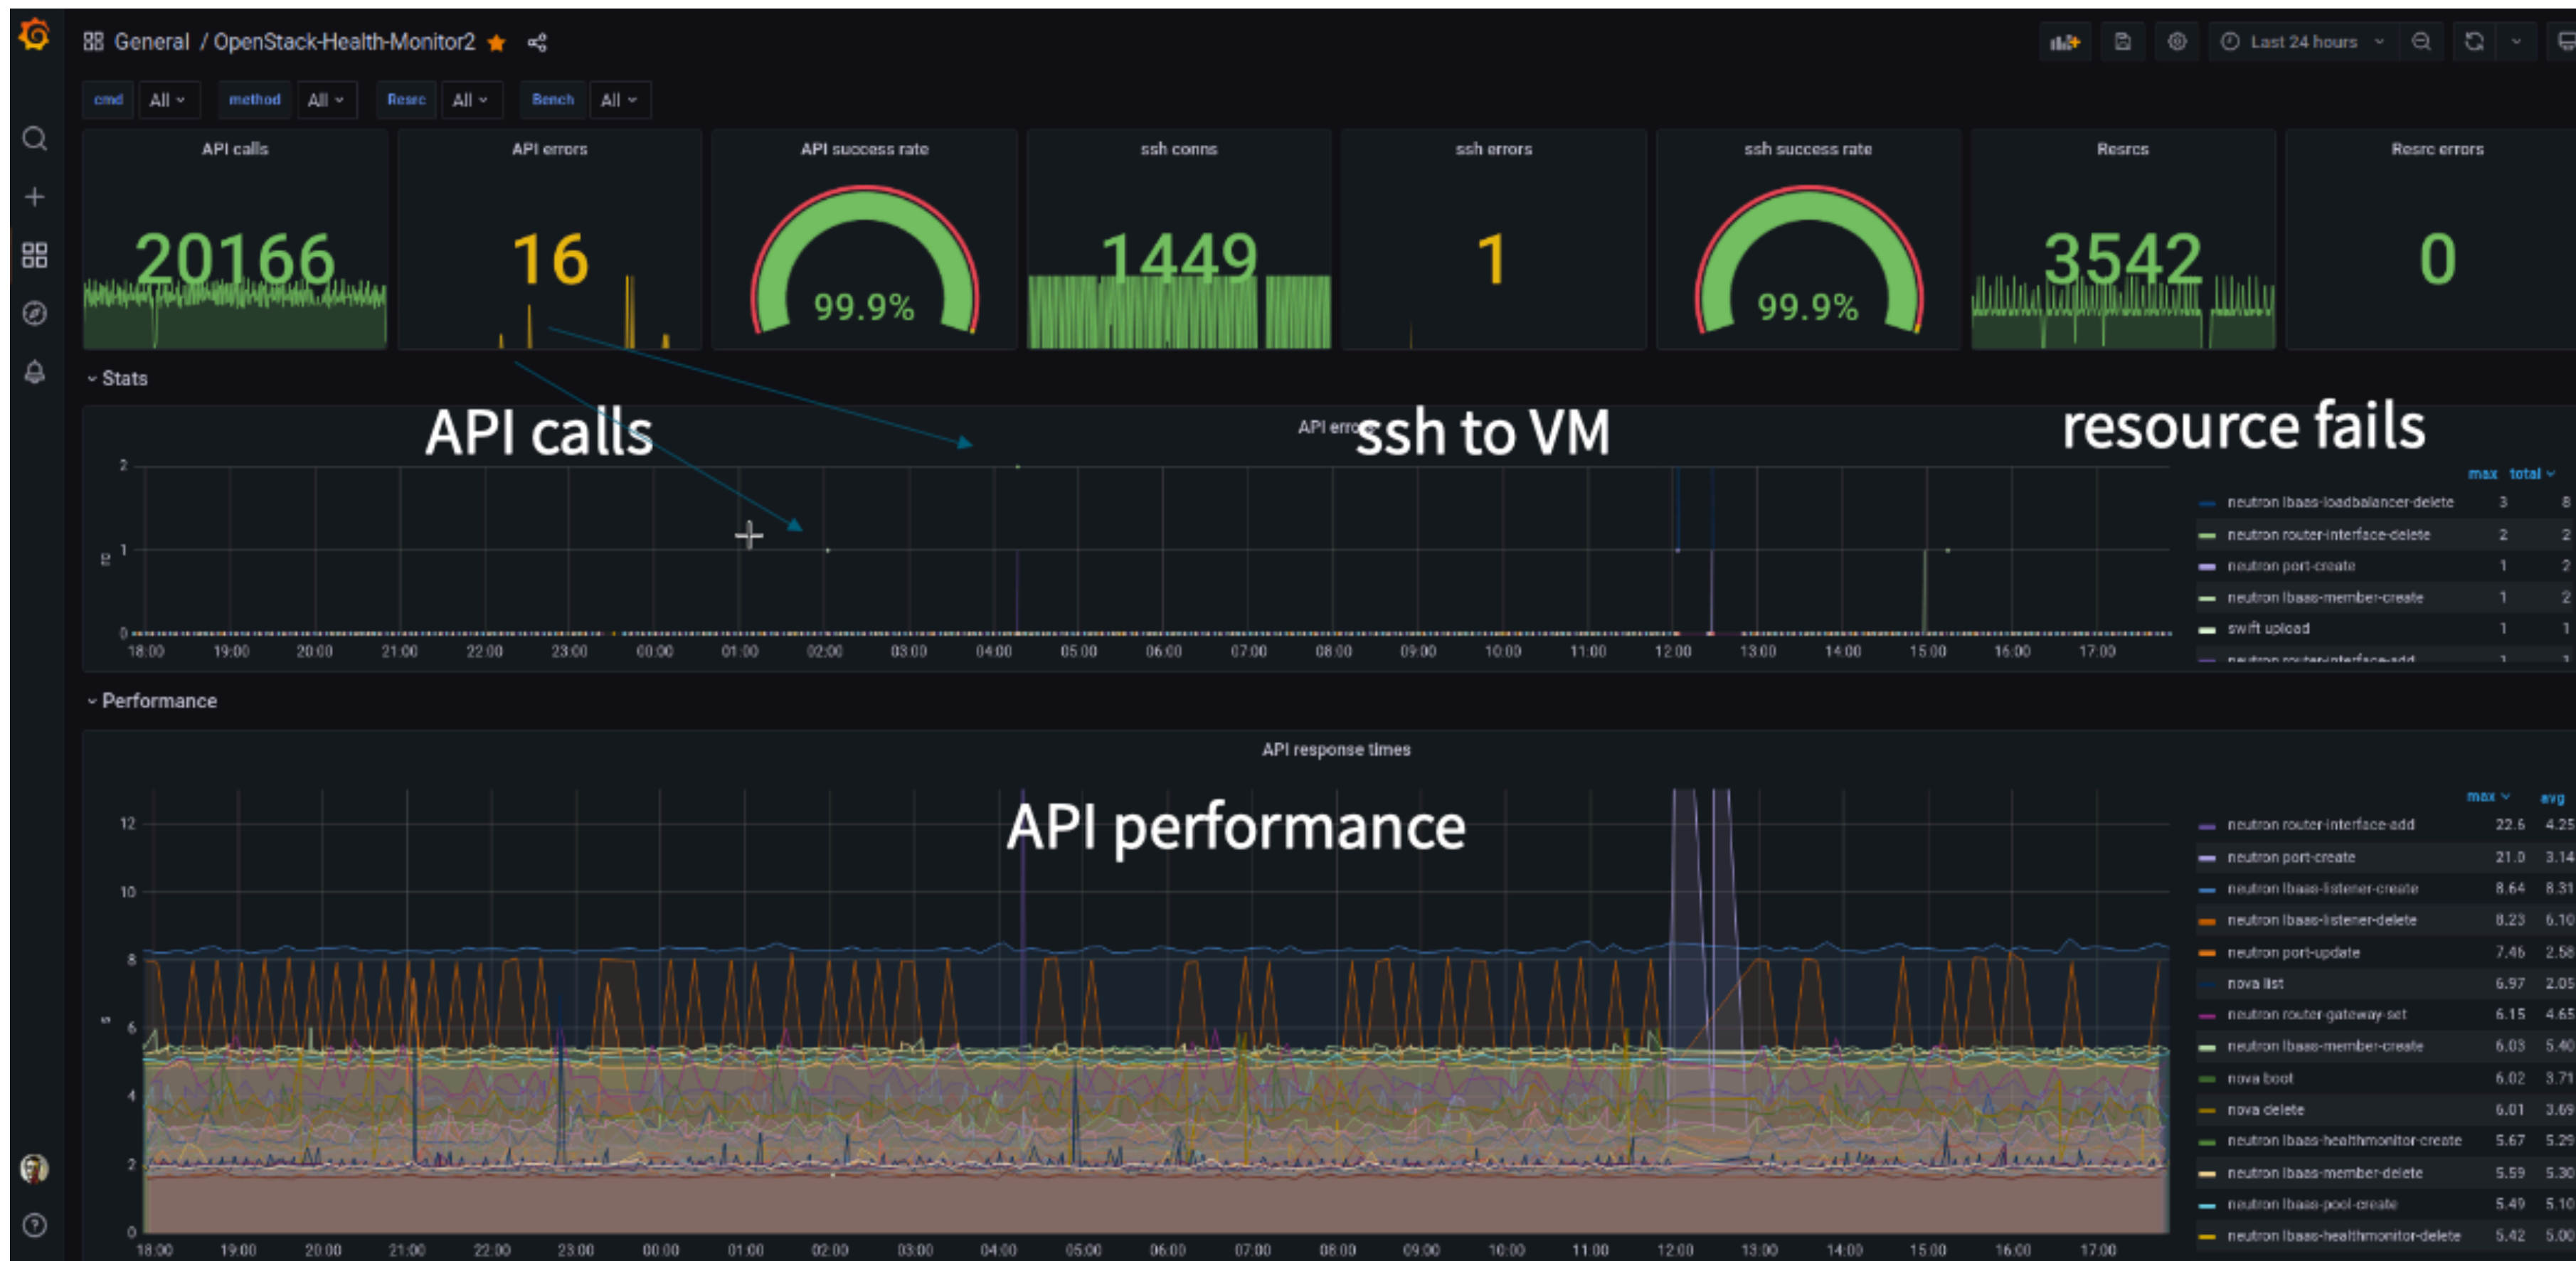 General / OpenStack-Health-Monitor2
Last 24 hours
cmd All method All Resrc All Bench All
API calls
20166
API errors
16
API success rate
99.9%
ssh conns
1449
ssh errors
1
ssh success rate
99.9%
Resrcs
3542
Resrc errors
0
Stats
API calls
ssh to VM
resource fails
2
1
0
18:00 19:00 20:00 21:00 22:00 23:00 00:00 01:00 02:00 03:00 04:00 05:00 06:00 07:00 08:00 09:00 10:00 11:00 12:00 13:00 14:00 15:00 16:00 17:00
max total
neutron lbaas-loadbalancer-delete 3 8
neutron router-interface-delete 2 2
neutron port-create 1 2
neutron lbaas-member-create 1 2
swift upload 1 1
neutron router-interface-add 1 1
Performance
API response times
API performance
12
10
8
6
4
2
0
s
18:00 19:00 20:00 21:00 22:00 23:00 00:00 01:00 02:00 03:00 04:00 05:00 06:00 07:00 08:00 09:00 10:00 11:00 12:00 13:00 14:00 15:00 16:00 17:00
max avg
neutron router-interface-add 22.6 4.25
neutron port-create 21.0 3.14
neutron lbaas-listener-create 8.64 8.31
neutron lbaas-listener-delete 8.23 6.10
neutron port-update 7.46 2.58
nova list 6.97 2.05
neutron router-gateway-set 6.15 4.65
neutron lbaas-member-create 6.03 5.40
nova boot 6.02 3.71
nova delete 6.01 3.69
neutron lbaas-healthmonitor-create 5.67 5.29
neutron lbaas-member-delete 5.59 5.30
neutron lbaas-pool-create 5.49 5.10
neutron lbaas-healthmonitor-delete 5.42 5.00